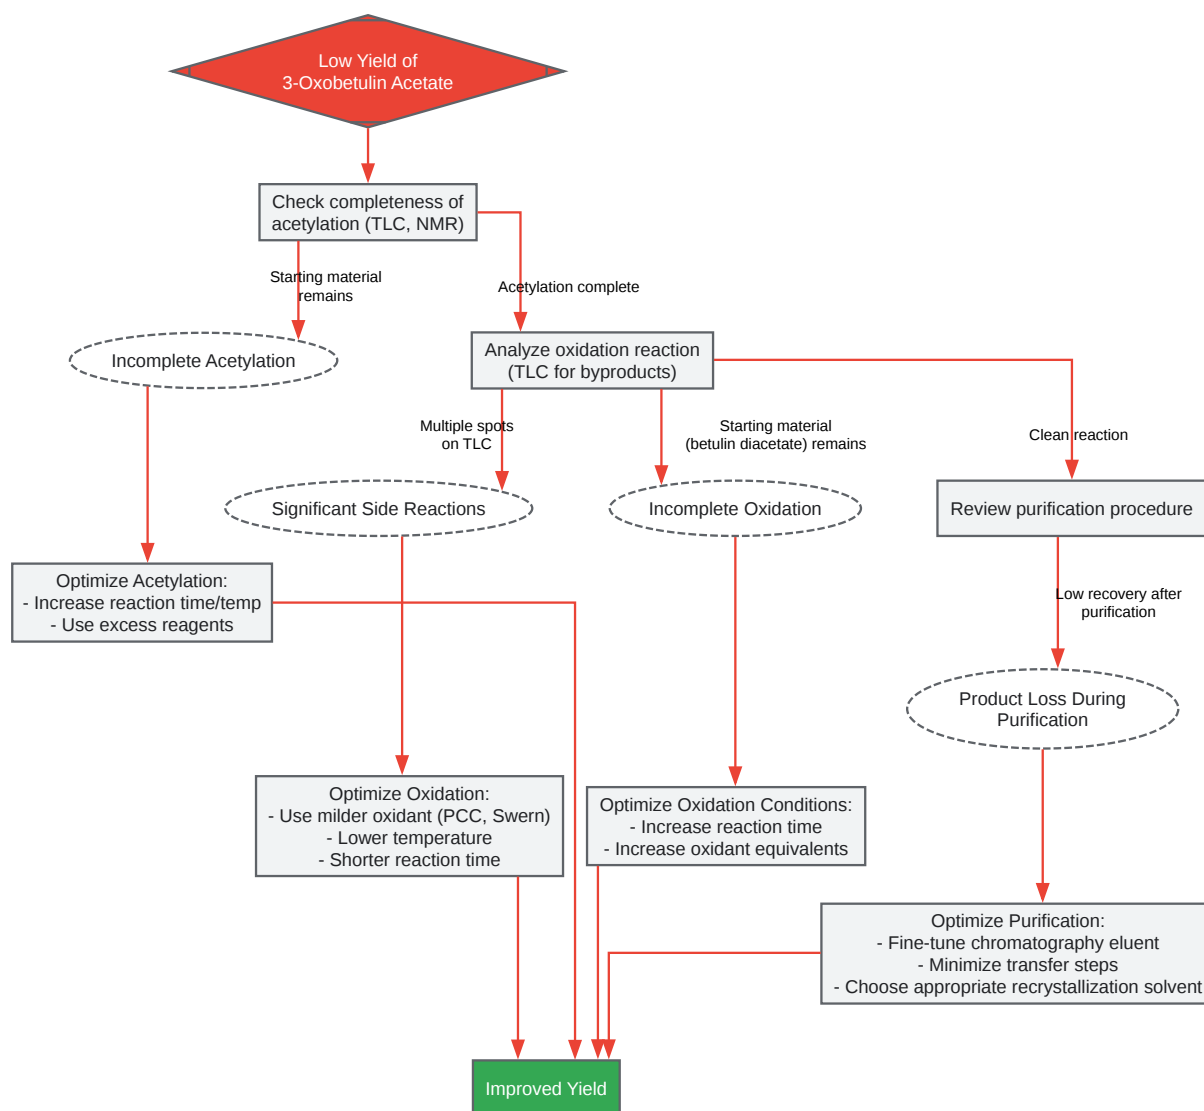 Low Yield of
3-Oxobetulin Acetate
Check completeness of
acetylation (TLC, NMR)
Starting material
remains
Acetylation complete
Incomplete Acetylation
Analyze oxidation reaction
(TLC for byproducts)
Multiple spots
on TLC
Starting material
(betulin diacetate) remains
Clean reaction
Significant Side Reactions
Incomplete Oxidation
Review purification procedure
Optimize Acetylation:
- Increase reaction time/temp
- Use excess reagents
Low recovery after
purification
Product Loss During
Purification
Optimize Oxidation:
- Use milder oxidant (PCC, Swern)
- Lower temperature
- Shorter reaction time
Optimize Oxidation Conditions:
- Increase reaction time
- Increase oxidant equivalents
Optimize Purification:
- Fine-tune chromatography eluent
- Minimize transfer steps
- Choose appropriate recrystallization solvent
Improved Yield